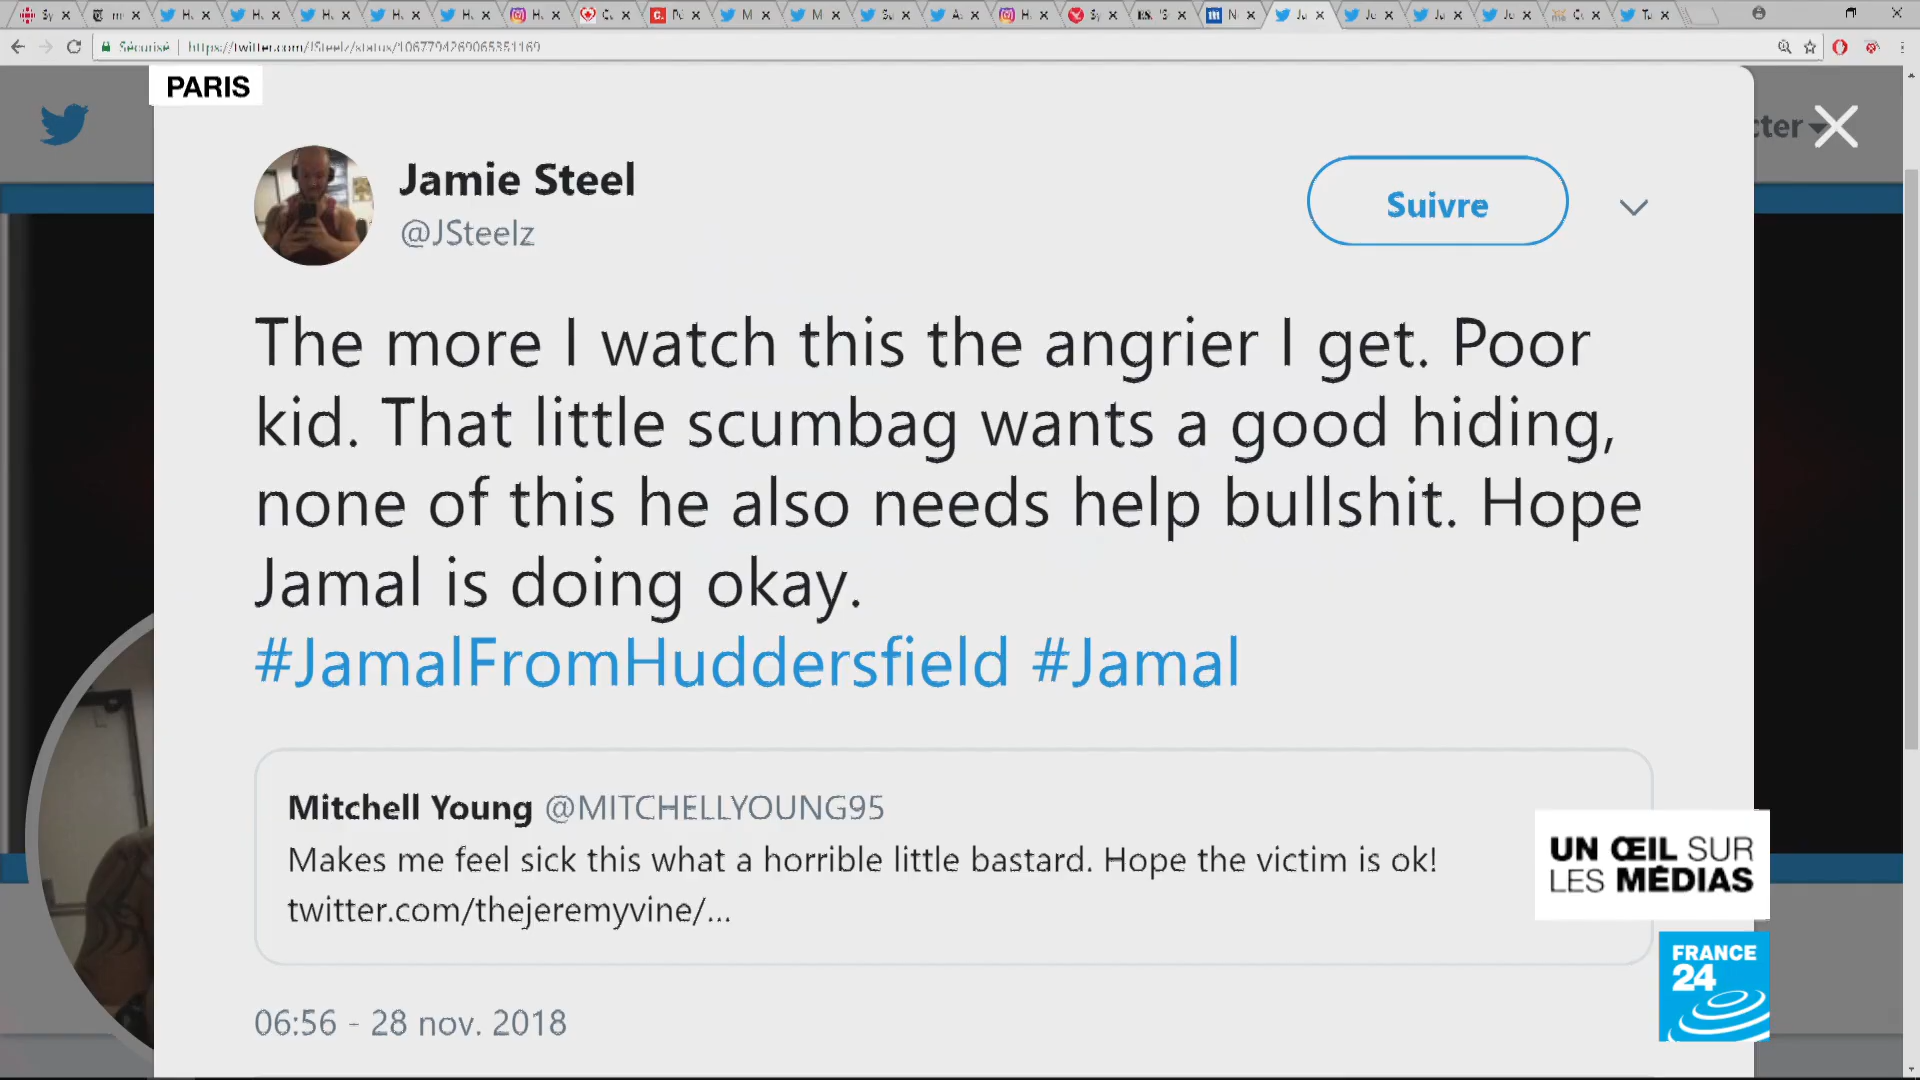 Sécurisé | https://twitter.com/JSteelz/status/1067794269065351169
PARIS
cter
Jamie Steel
@JSteelz
Suivre
The more I watch this the angrier I get. Poor
kid. That little scumbag wants a good hiding,
none of this he also needs help bullshit. Hope
Jamal is doing okay.
#JamalFromHuddersfield #Jamal
Mitchell Young @MITCHELLYOUNG95
Makes me feel sick this what a horrible little bastard. Hope the victim is ok!
twitter.com/thejeremyvine/...
UN ŒIL SUR
LES MÉDIAS
FRANCE
24
06:56 - 28 nov. 2018